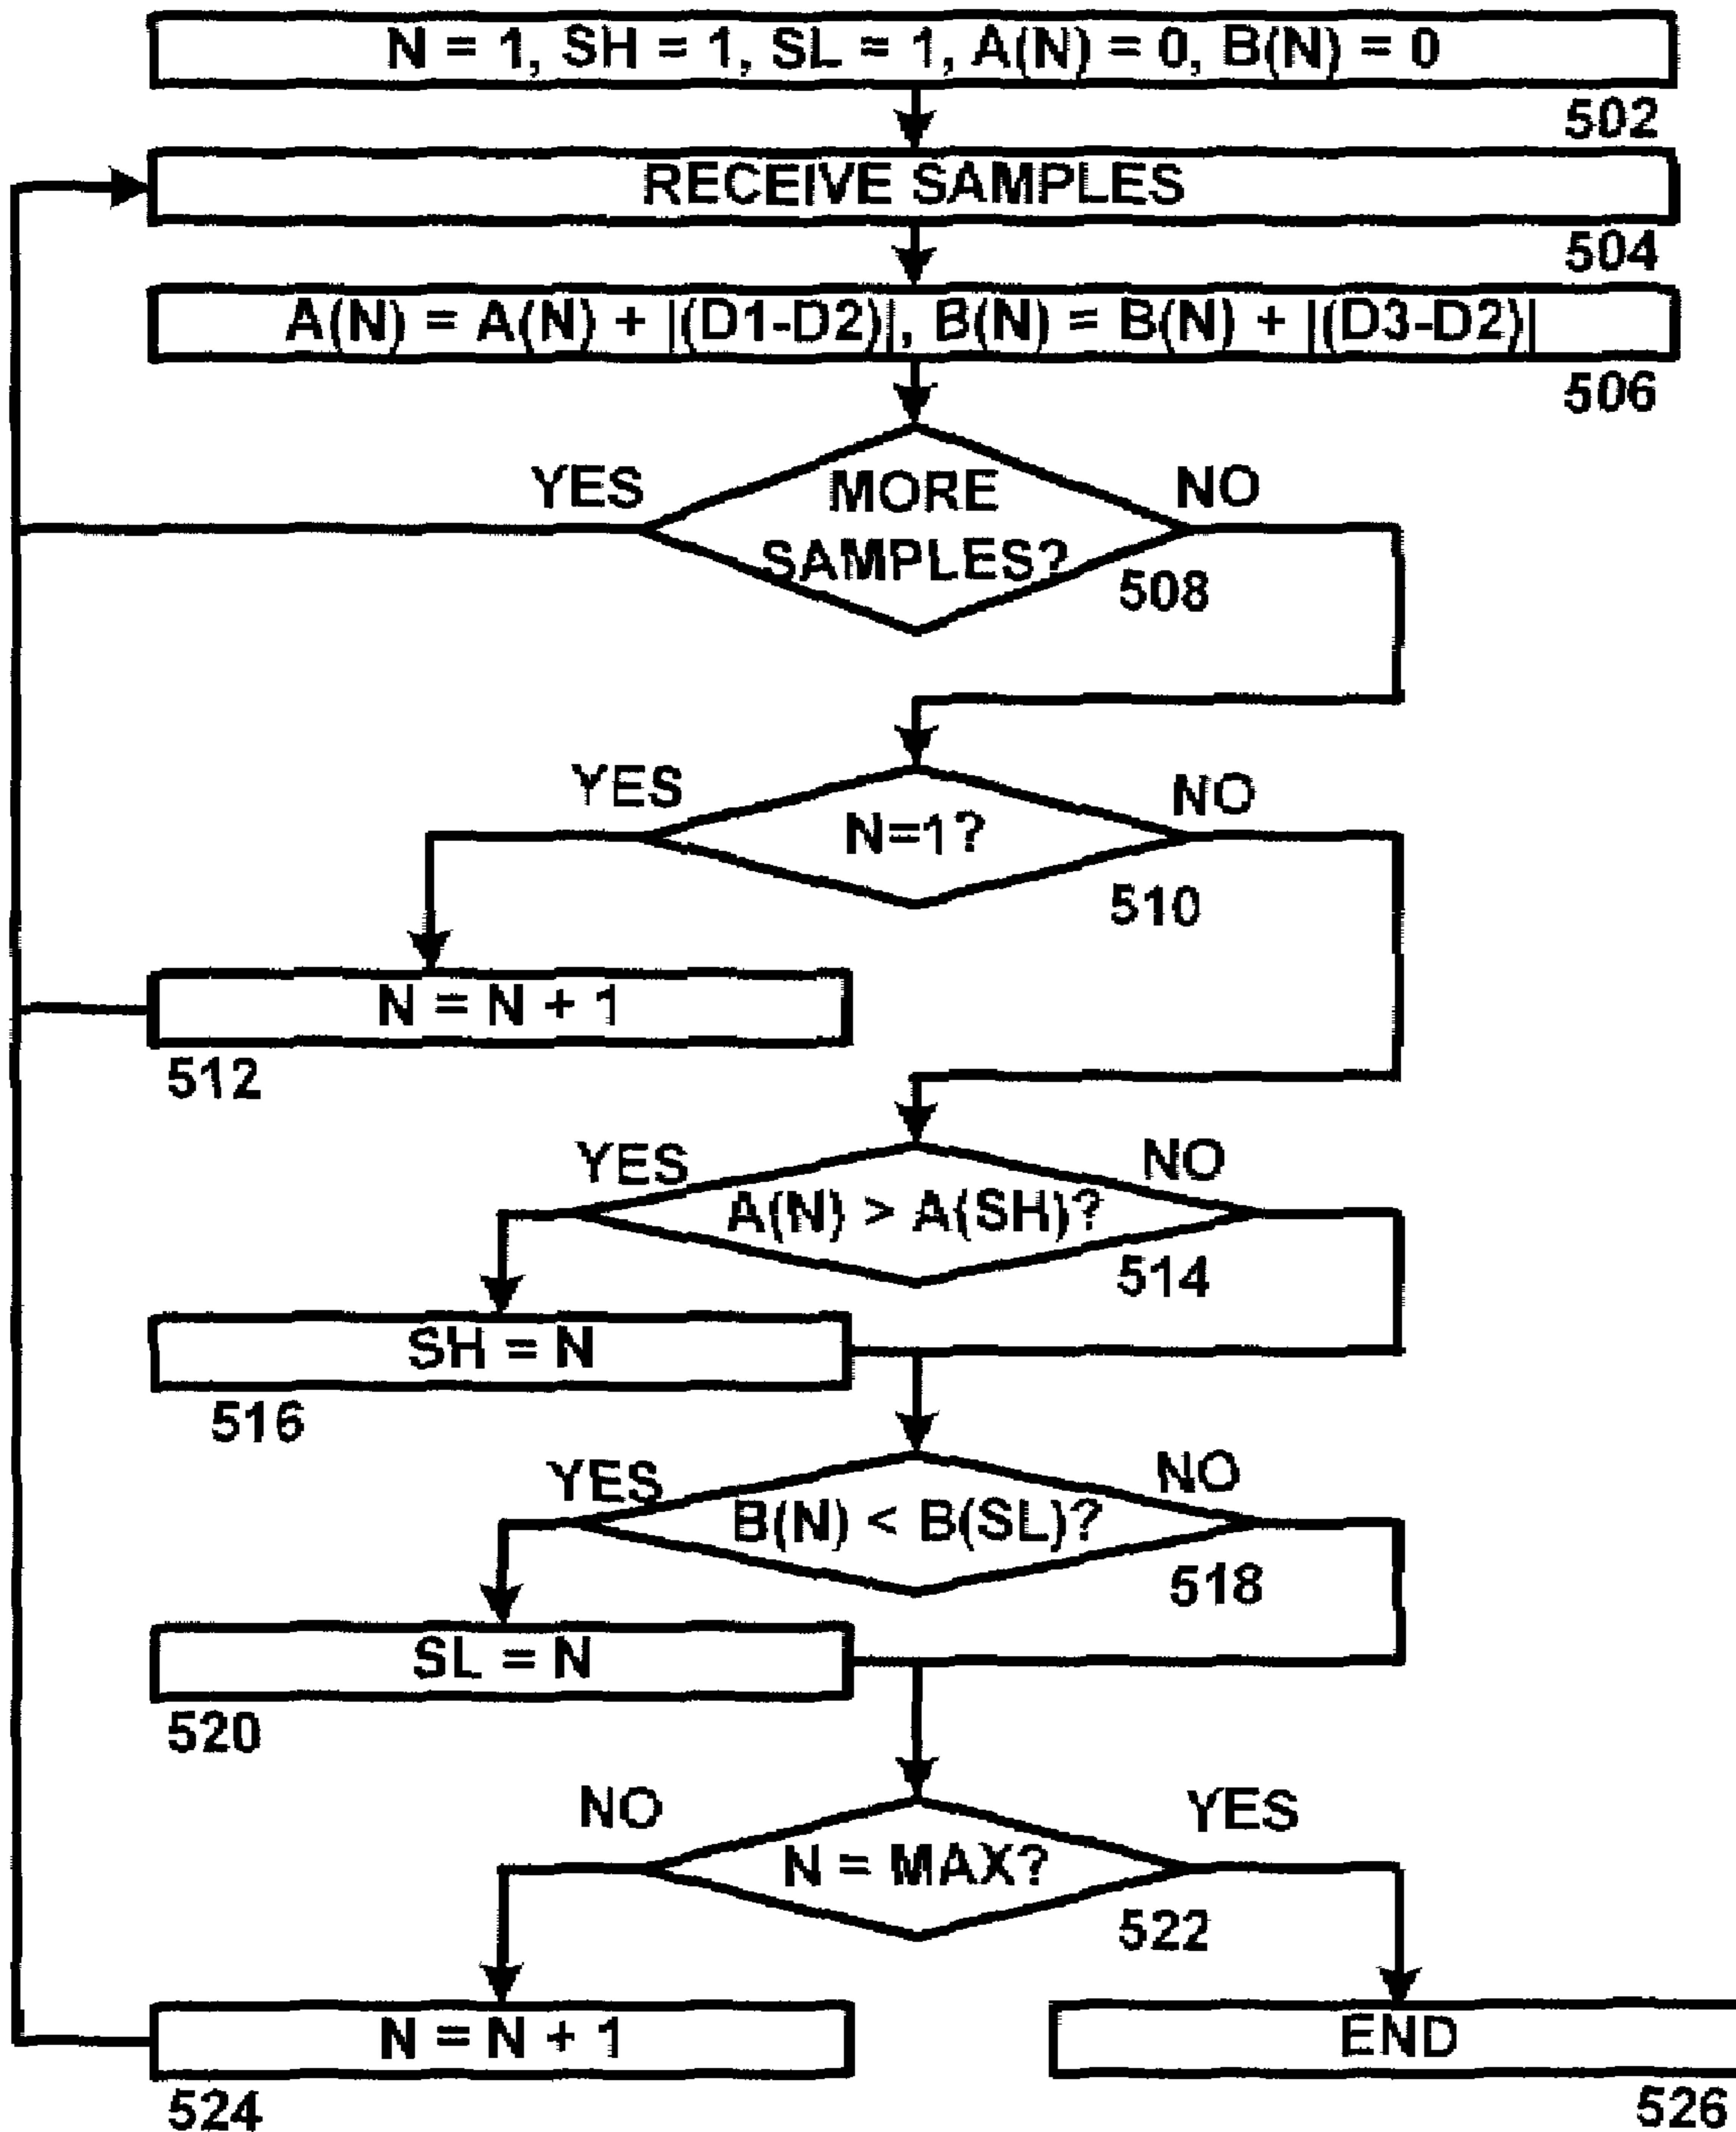 N = 1, SH = 1, SL = 1, A(N) = 0, B(N) = 0
502
RECEIVE SAMPLES
504
A(N) = A(N) + |(D1-D2)|, B(N) = B(N) + |(D3-D2)|
506
YES
MORE
SAMPLES?
NO
508
YES
N=1?
NO
510
N = N + 1
512
YES
A(N) > A(SH)?
NO
514
SH = N
516
YES
B(N) < B(SL)?
NO
518
SL = N
520
NO
N = MAX?
YES
522
N = N + 1
524
END
526